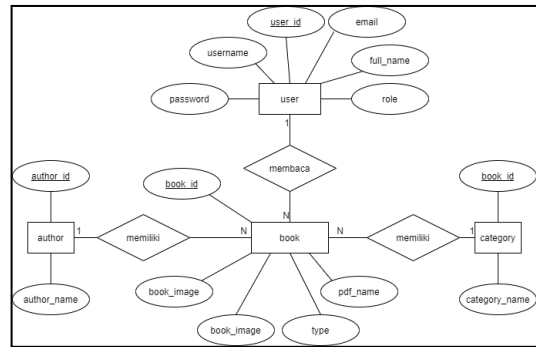 user_id
email
username
full_name
password
user
role
1
membaca
author_id
book_id
book_id
N
author
1
memiliki
N
book
N
memiliki
1
category
book_image
pdf_name
author_name
category_name
book_image
type